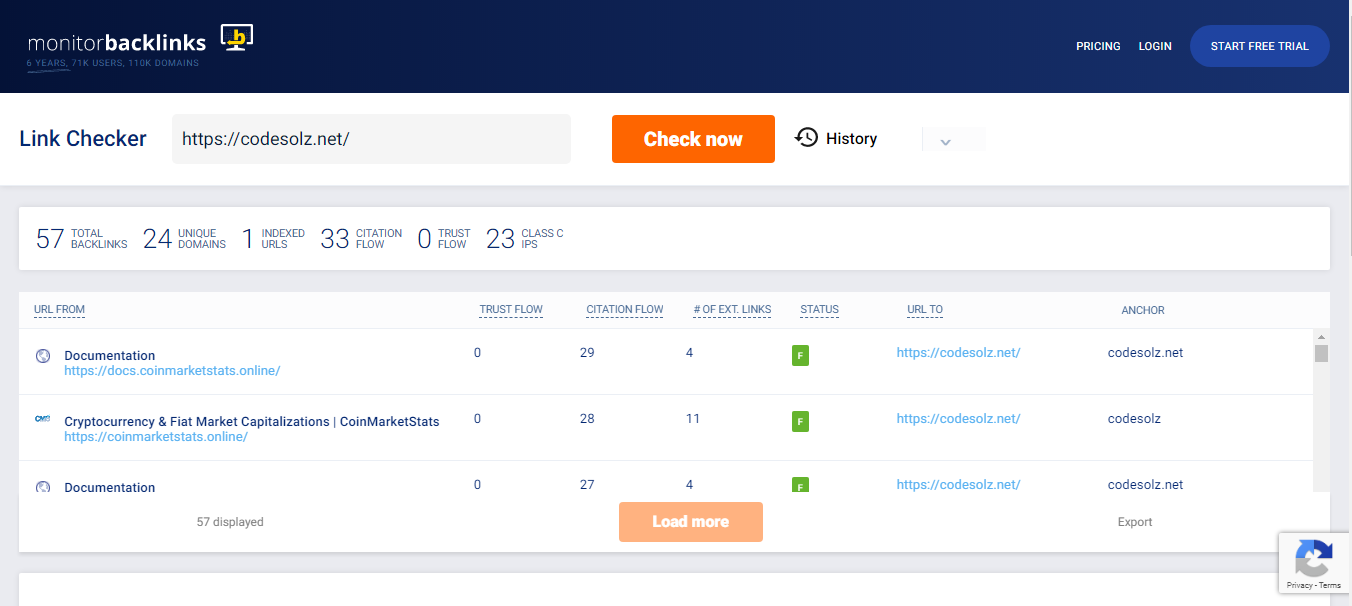 monitorbacklinks
6 YEARS, 71K USERS, 110K DOMAINS
PRICING LOGIN START FREE TRIAL
Link Checker https://codesolz.net/ Check now History
57 TOTAL BACKLINKS 24 UNIQUE DOMAINS 1 INDEXED URLS 33 CITATION FLOW 0 TRUST FLOW 23 CLASS C IPS
URL FROM TRUST FLOW CITATION FLOW # OF EXT. LINKS STATUS URL TO ANCHOR
Documentation 0 29 4 F https://codesolz.net/ codesolz.net
https://docs.coinmarketstats.online/
Cryptocurrency & Fiat Market Capitalizations | CoinMarketStats 0 28 11 F https://codesolz.net/ codesolz
https://coinmarketstats.online/
Documentation 0 27 4 F https://codesolz.net/ codesolz.net
57 displayed Load more Export
Privacy - Terms